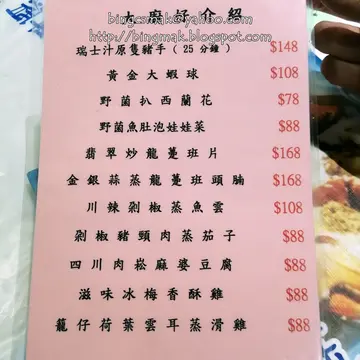 大廚好介紹
bingcsmak@gmail.com
http://bingmak.blogspot.com
瑞士汁原隻豬手（25分鐘） $148
黃金大蝦球 $108
野菌扒西蘭花 $78
野菌魚肚泡娃娃菜 $88
翡翠炒龍躉班片 $168
金銀蒜蒸龍躉班頭腩 $168
川辣剁椒蒸魚雲 $108
剁椒豬頸肉蒸茄子 $88
四川肉崧麻婆豆腐 $88
滋味冰梅香酥雞 $88
籠仔荷葉雲耳蒸滑雞 $88